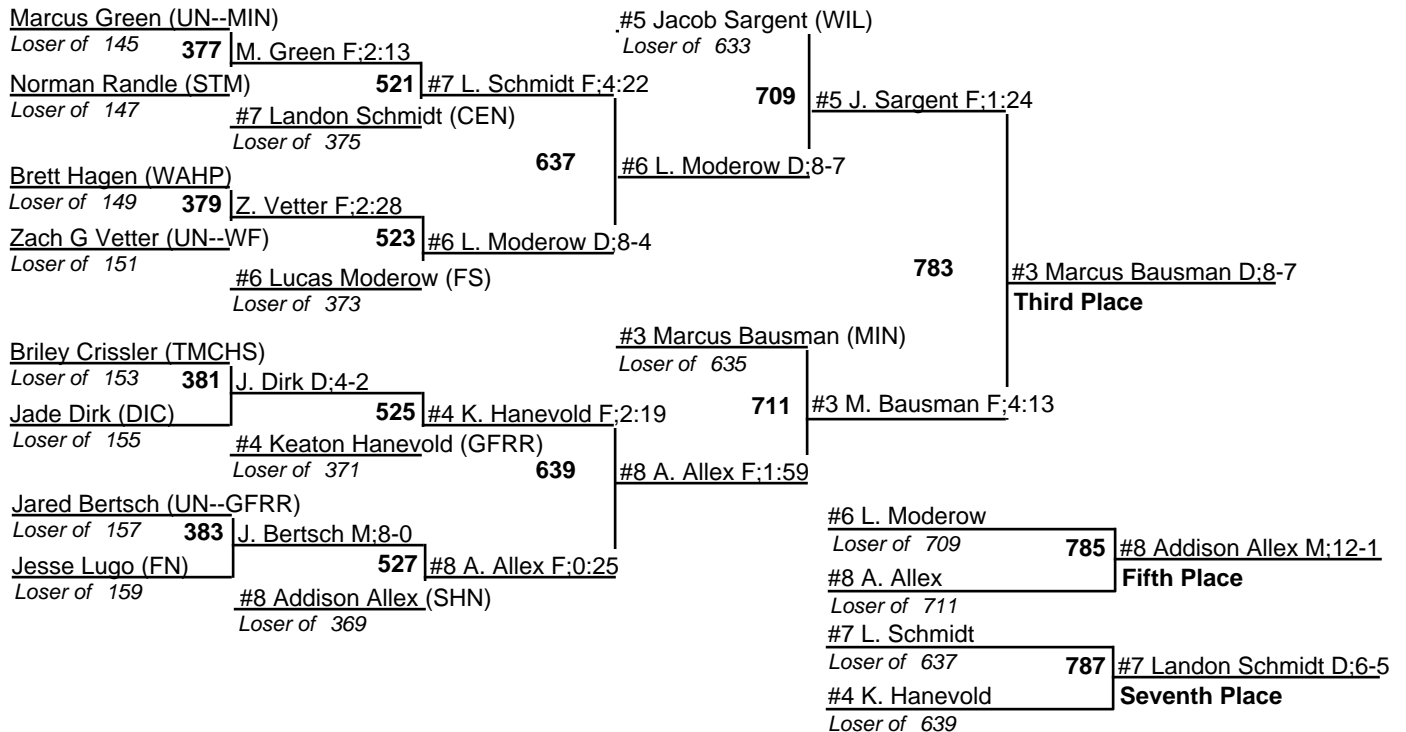 Marcus Green (UN--MIN)
Loser of 145
377
M. Green F;2:13
Norman Randle (STM)
Loser of 147
521
#7 L. Schmidt F;4:22
#7 Landon Schmidt (CEN)
Loser of 375
637
Brett Hagen (WAHP)
Loser of 149
379
Z. Vetter F;2:28
Zach G Vetter (UN--WF)
Loser of 151
523
#6 L. Moderow D;8-4
#6 Lucas Moderow (FS)
Loser of 373
#5 Jacob Sargent (WIL)
Loser of 633
709
#5 J. Sargent F;1:24
#6 L. Moderow D;8-7
783
#3 Marcus Bausman D;8-7
Third Place
Briley Crissler (TMCHS)
Loser of 153
381
J. Dirk D;4-2
Jade Dirk (DIC)
Loser of 155
525
#4 K. Hanevold F;2:19
#4 Keaton Hanevold (GFRR)
Loser of 371
639
Jared Bertsch (UN--GFRR)
Loser of 157
383
J. Bertsch M;8-0
Jesse Lugo (FN)
Loser of 159
527
#8 A. Allex F;0:25
#8 Addison Allex (SHN)
Loser of 369
#3 Marcus Bausman (MIN)
Loser of 635
711
#3 M. Bausman F;4:13
#8 A. Allex F;1:59
#6 L. Moderow
Loser of 709
785
#8 Addison Allex M;12-1
#8 A. Allex
Fifth Place
Loser of 711
#7 L. Schmidt
Loser of 637
787
#7 Landon Schmidt D;6-5
#4 K. Hanevold
Seventh Place
Loser of 639